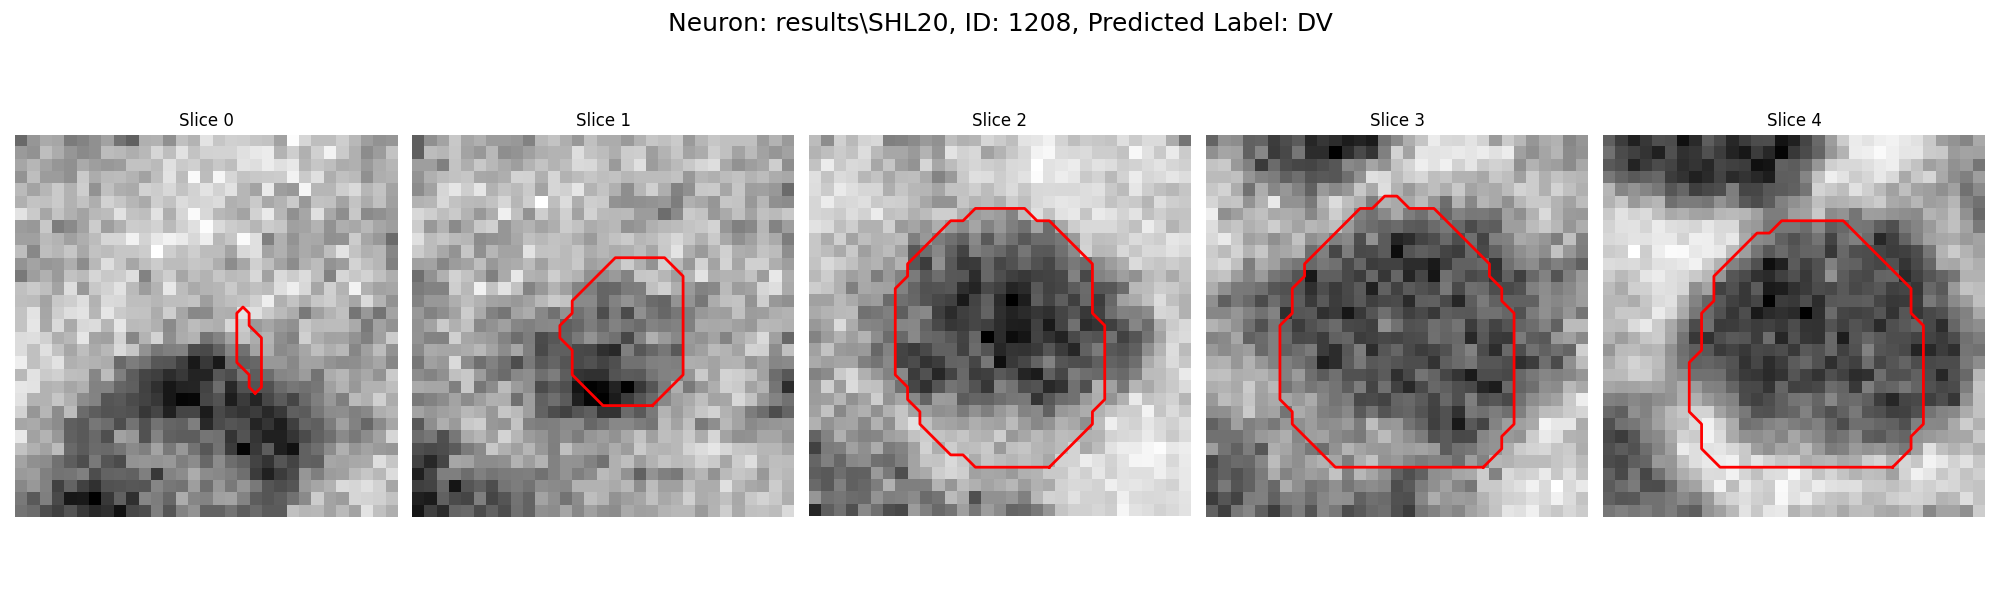 Neuron: results\SHL20, ID: 1208, Predicted Label: DV
Slice 0
Slice 1
Slice 2
Slice 3
Slice 4